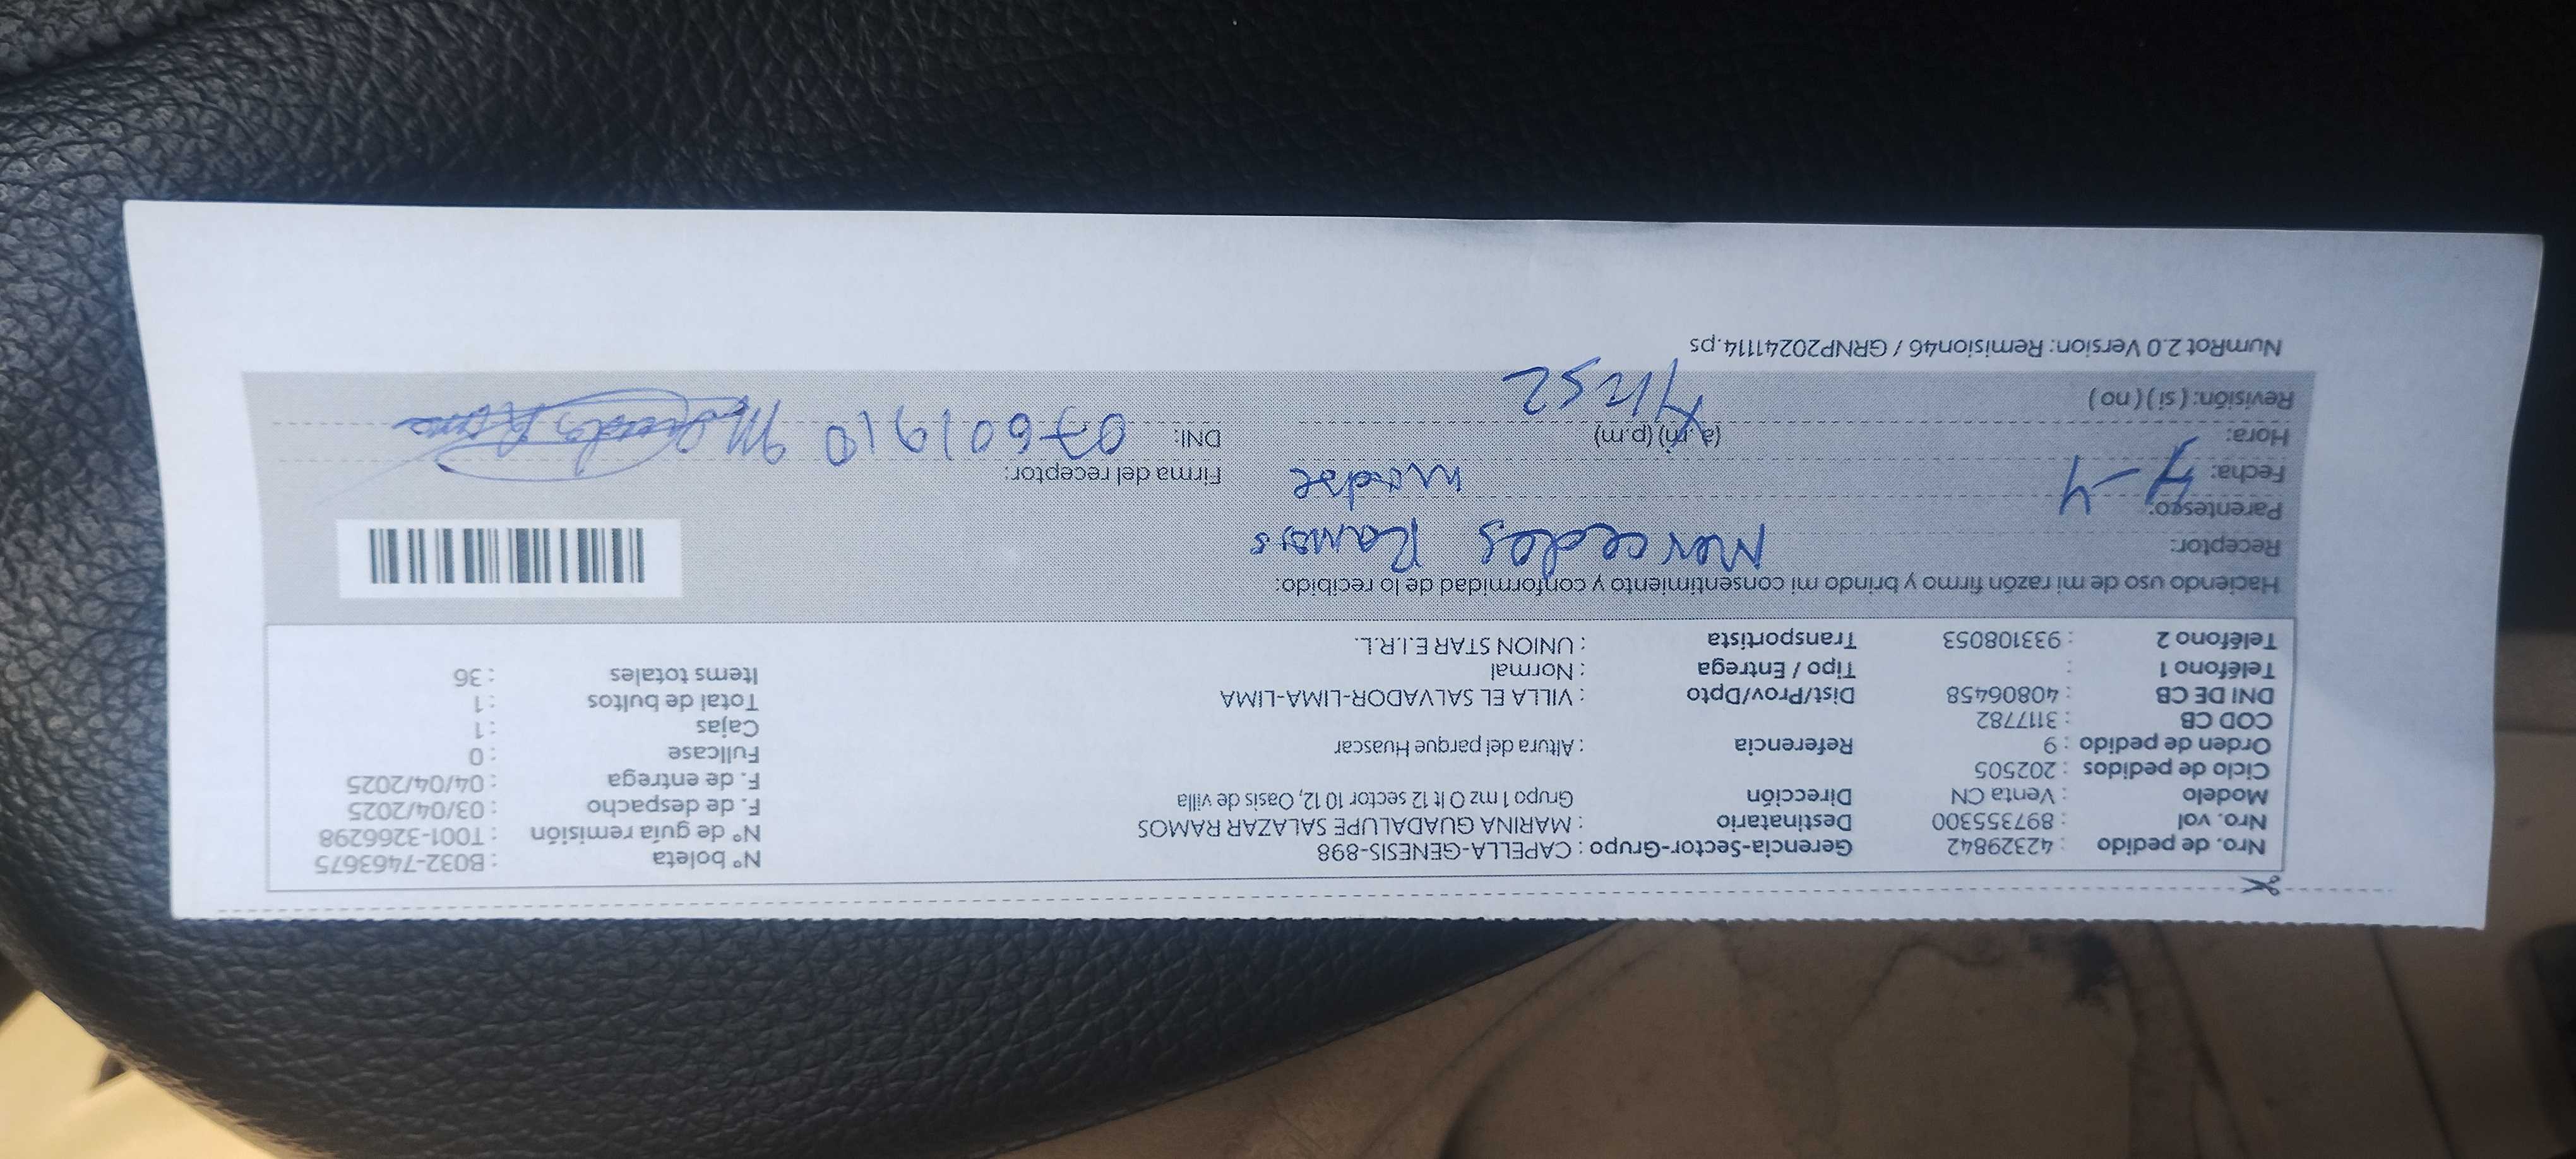 Nro. de pedido : 42329842 Gerencia-Sector-Grupo : CAPELLA-GENESIS-898 N° boleta : B032-7463675
Nro. vol : 897355300 Destinatario : MARINA GUADALUPE SALAZAR RAMOS N° de guía remisión : T001-3266298
Modelo : Venta CN Dirección Grupo 1 mz O lt 12 sector 10 12, Oasis de villa F. de despacho : 03/04/2025
Ciclo de pedidos : 202505 F. de entrega : 04/04/2025
Orden de pedido : 9 Referencia : Altura del parque Huascar Fullcase : 0
COD CB : 3117782 Cajas : 1
DNI DE CB : 40806458 Dist/Prov/Dpto : VILLA EL SALVADOR-LIMA-LIMA Total de bultos : 1
Teléfono 1 : Tipo / Entrega : Normal Items totales : 36
Teléfono 2 : 933108053 Transportista : UNION STAR E.I.R.L.
Haciendo uso de mi razón firmo y brindo mi consentimiento y conformidad de lo recibido:
Receptor: Mercedes Ramos
Parentesco: madre
Fecha: 4-4 Firma del receptor:
Hora: (a.m) (p.m) DNI: 07601910
Revisión: ( si ) ( no )
NumRot 2.0 Version: Remision46 / GRNP20241114.ps